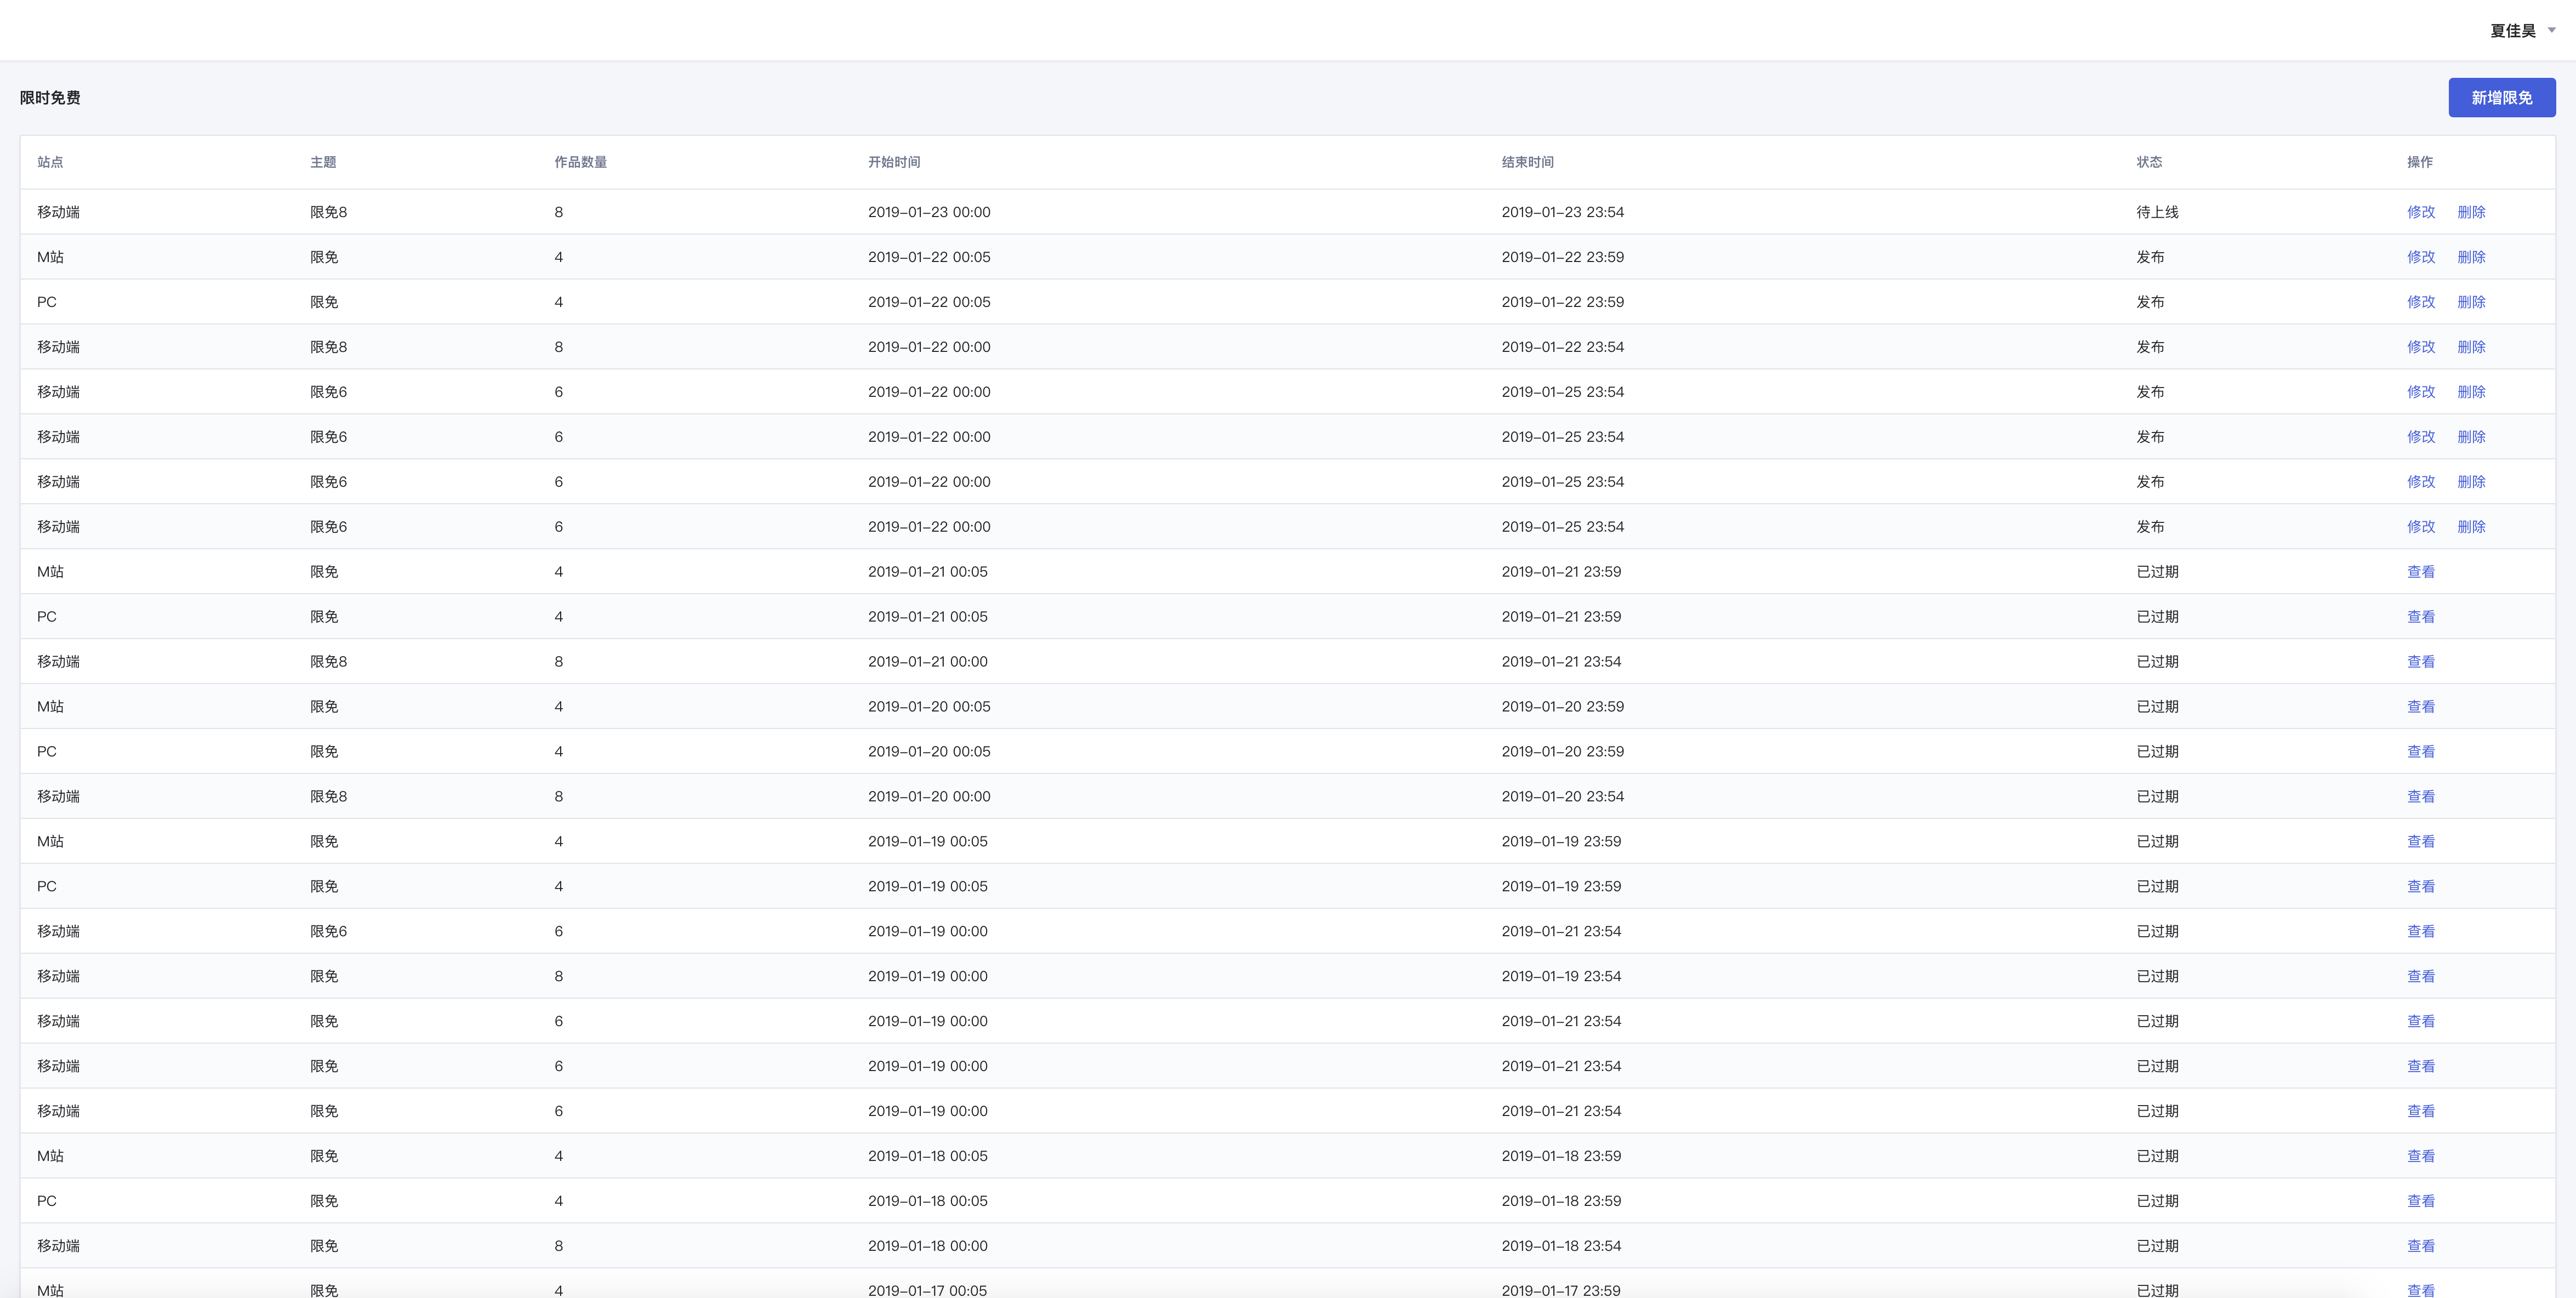 夏佳昊
限时免费 新增限免
站点 主题 作品数量 开始时间 结束时间 状态 操作
移动端 限免8 8 2019-01-23 00:00 2019-01-23 23:54 待上线 修改 删除
M站 限免 4 2019-01-22 00:05 2019-01-22 23:59 发布 修改 删除
PC 限免 4 2019-01-22 00:05 2019-01-22 23:59 发布 修改 删除
移动端 限免8 8 2019-01-22 00:00 2019-01-22 23:54 发布 修改 删除
移动端 限免6 6 2019-01-22 00:00 2019-01-25 23:54 发布 修改 删除
移动端 限免6 6 2019-01-22 00:00 2019-01-25 23:54 发布 修改 删除
移动端 限免6 6 2019-01-22 00:00 2019-01-25 23:54 发布 修改 删除
移动端 限免6 6 2019-01-22 00:00 2019-01-25 23:54 发布 修改 删除
M站 限免 4 2019-01-21 00:05 2019-01-21 23:59 已过期 查看
PC 限免 4 2019-01-21 00:05 2019-01-21 23:59 已过期 查看
移动端 限免8 8 2019-01-21 00:00 2019-01-21 23:54 已过期 查看
M站 限免 4 2019-01-20 00:05 2019-01-20 23:59 已过期 查看
PC 限免 4 2019-01-20 00:05 2019-01-20 23:59 已过期 查看
移动端 限免8 8 2019-01-20 00:00 2019-01-20 23:54 已过期 查看
M站 限免 4 2019-01-19 00:05 2019-01-19 23:59 已过期 查看
PC 限免 4 2019-01-19 00:05 2019-01-19 23:59 已过期 查看
移动端 限免6 6 2019-01-19 00:00 2019-01-21 23:54 已过期 查看
移动端 限免 8 2019-01-19 00:00 2019-01-19 23:54 已过期 查看
移动端 限免 6 2019-01-19 00:00 2019-01-21 23:54 已过期 查看
移动端 限免 6 2019-01-19 00:00 2019-01-21 23:54 已过期 查看
移动端 限免 6 2019-01-19 00:00 2019-01-21 23:54 已过期 查看
M站 限免 4 2019-01-18 00:05 2019-01-18 23:59 已过期 查看
PC 限免 4 2019-01-18 00:05 2019-01-18 23:59 已过期 查看
移动端 限免 8 2019-01-18 00:00 2019-01-18 23:54 已过期 查看
M站 限免 4 2019-01-17 00:05 2019-01-17 23:59 已过期 查看